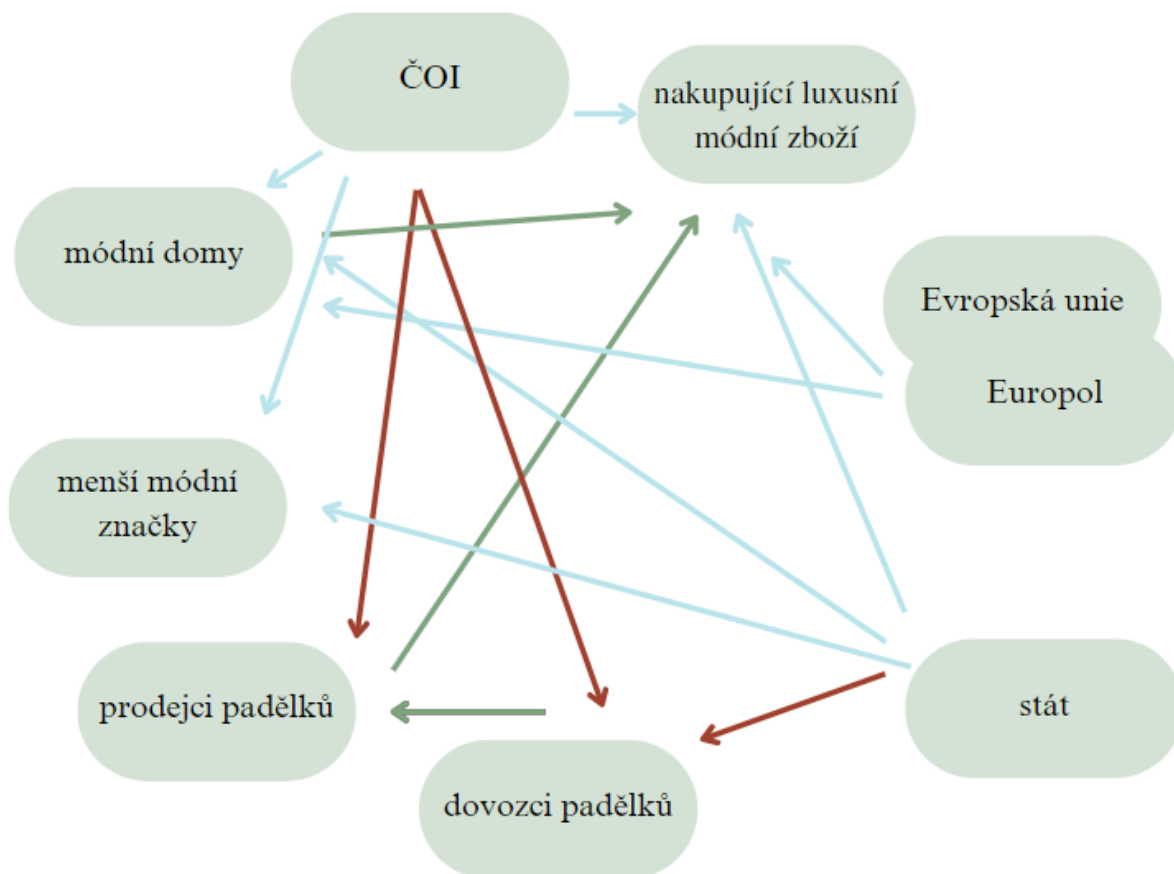 ČOI
nakupující luxusní
módní zboží
módní domy
Evropská unie
Europol
menší módní
značky
prodejci padělků
stát
dovozci padělků